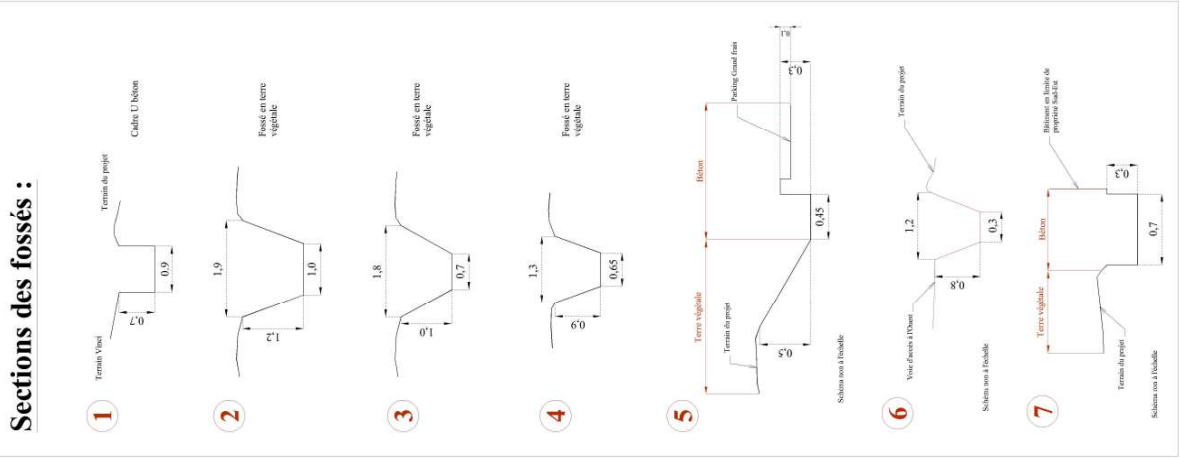 Sections des fossés :
1
Terrain Vinci
Terrain du projet
Cadre U béton
0,7
0,9
2
Fossé en terre
végétale
1,9
1,2
1,0
3
Fossé en terre
végétale
1,8
1,0
0,7
4
Fossé en terre
végétale
1,3
0,9
0,65
5
Terre végétale
Béton
Terrain du projet
Parking Grand frais
0,5
0,45
0,3
0,1
Schéma non à l'échelle
6
Voie d'accès à l'Ouest
Terrain du projet
1,2
0,8
0,3
Schéma non à l'échelle
7
Terre végétale
Béton
Bâtiment en limite de
propriété Sud-Est
Terrain du projet
0,3
0,7
Schéma non à l'échelle